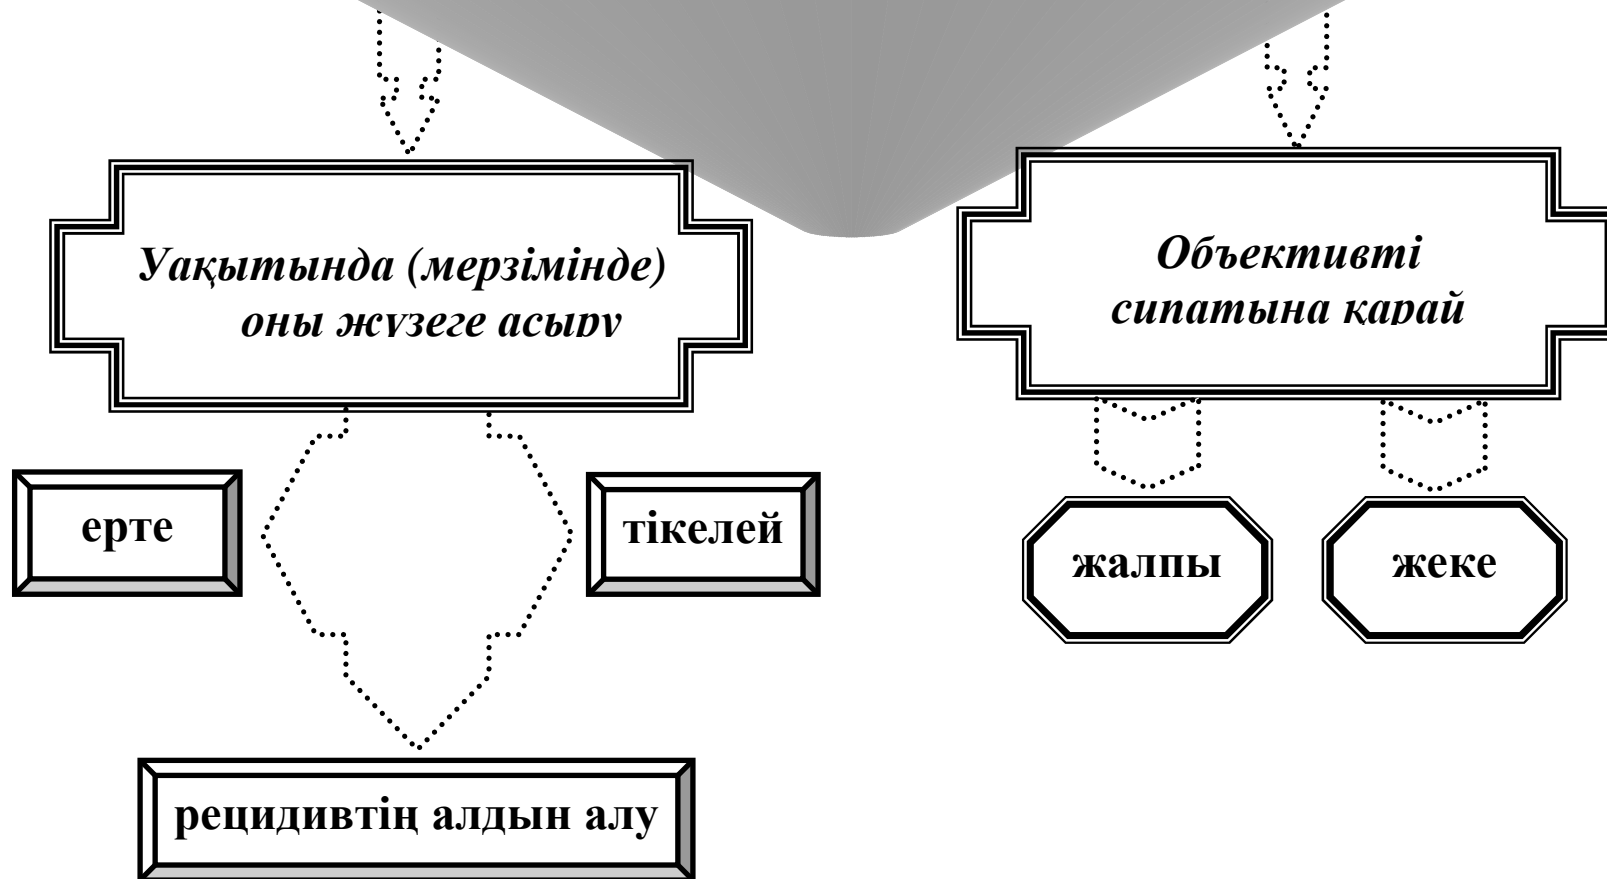 Уақытында (мерзімінде)
оны жүзеге асыру
Объективті
сипатына қарай
ерте
тікелей
жалпы
жеке
рецидивтің алдын алу